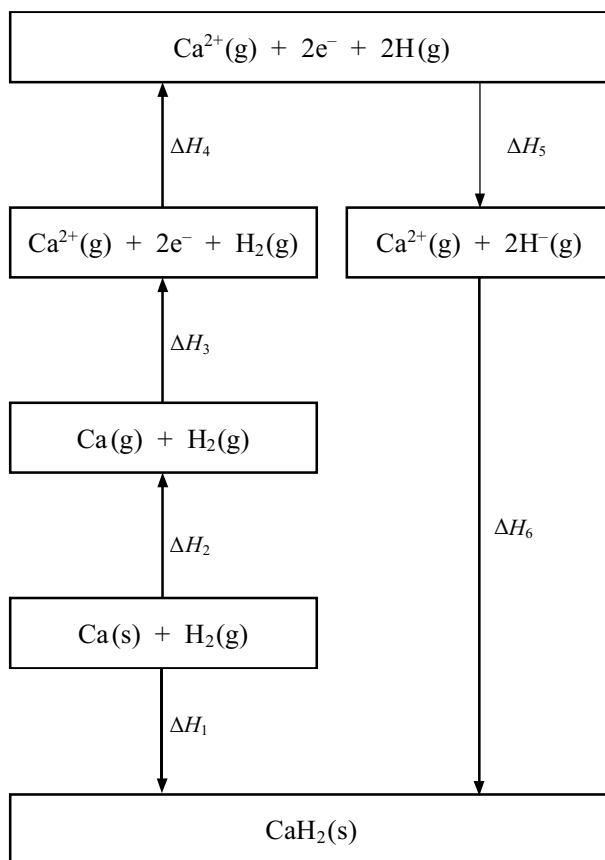 Ca²⁺(g) + 2e⁻ + 2H(g)
ΔH₄
ΔH₅
Ca²⁺(g) + 2e⁻ + H₂(g)
Ca²⁺(g) + 2H⁻(g)
ΔH₃
Ca(g) + H₂(g)
ΔH₂
ΔH₆
Ca(s) + H₂(g)
ΔH₁
CaH₂(s)